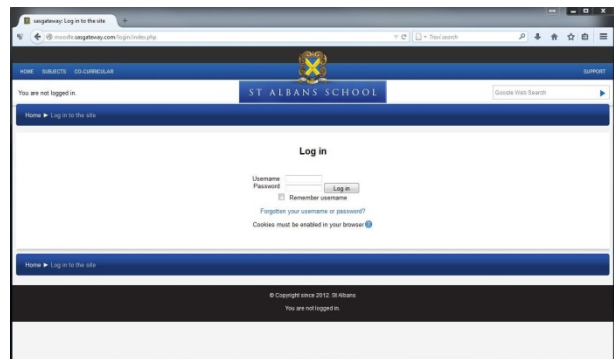 sasgateway: Log in to the site
moodle.sasgateway.com/login/index.php
HOME SUBJECTS CO-CURRICULAR
SUPPORT
You are not logged in.
ST ALBANS SCHOOL
Google Web Search
Home ► Log in to the site
Log in
Username
Password
Log in
Remember username
Forgotten your username or password?
Cookies must be enabled in your browser
Home ► Log in to the site
© Copyright since 2012. St Albans
You are not logged in.